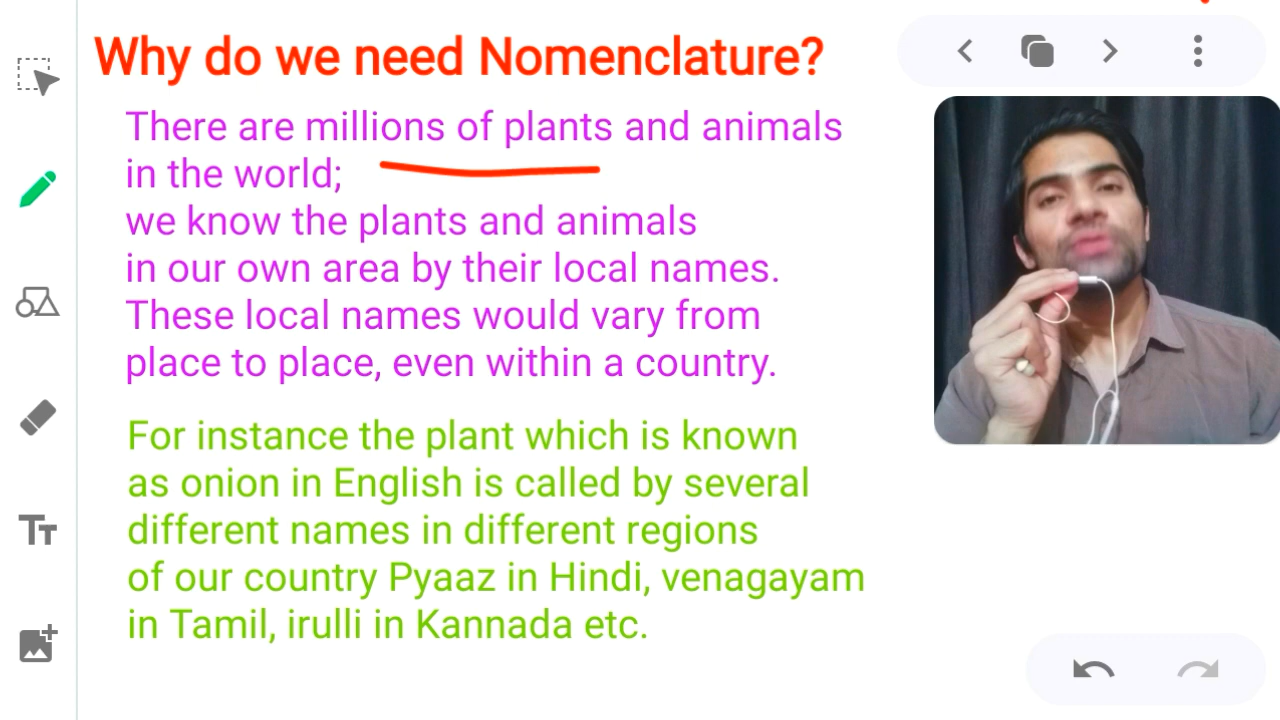 Why do we need Nomenclature?
There are millions of plants and animals
in the world;
we know the plants and animals
in our own area by their local names.
These local names would vary from
place to place, even within a country.
For instance the plant which is known
as onion in English is called by several
different names in different regions
of our country Pyaaz in Hindi, venagayam
in Tamil, irulli in Kannada etc.
TT